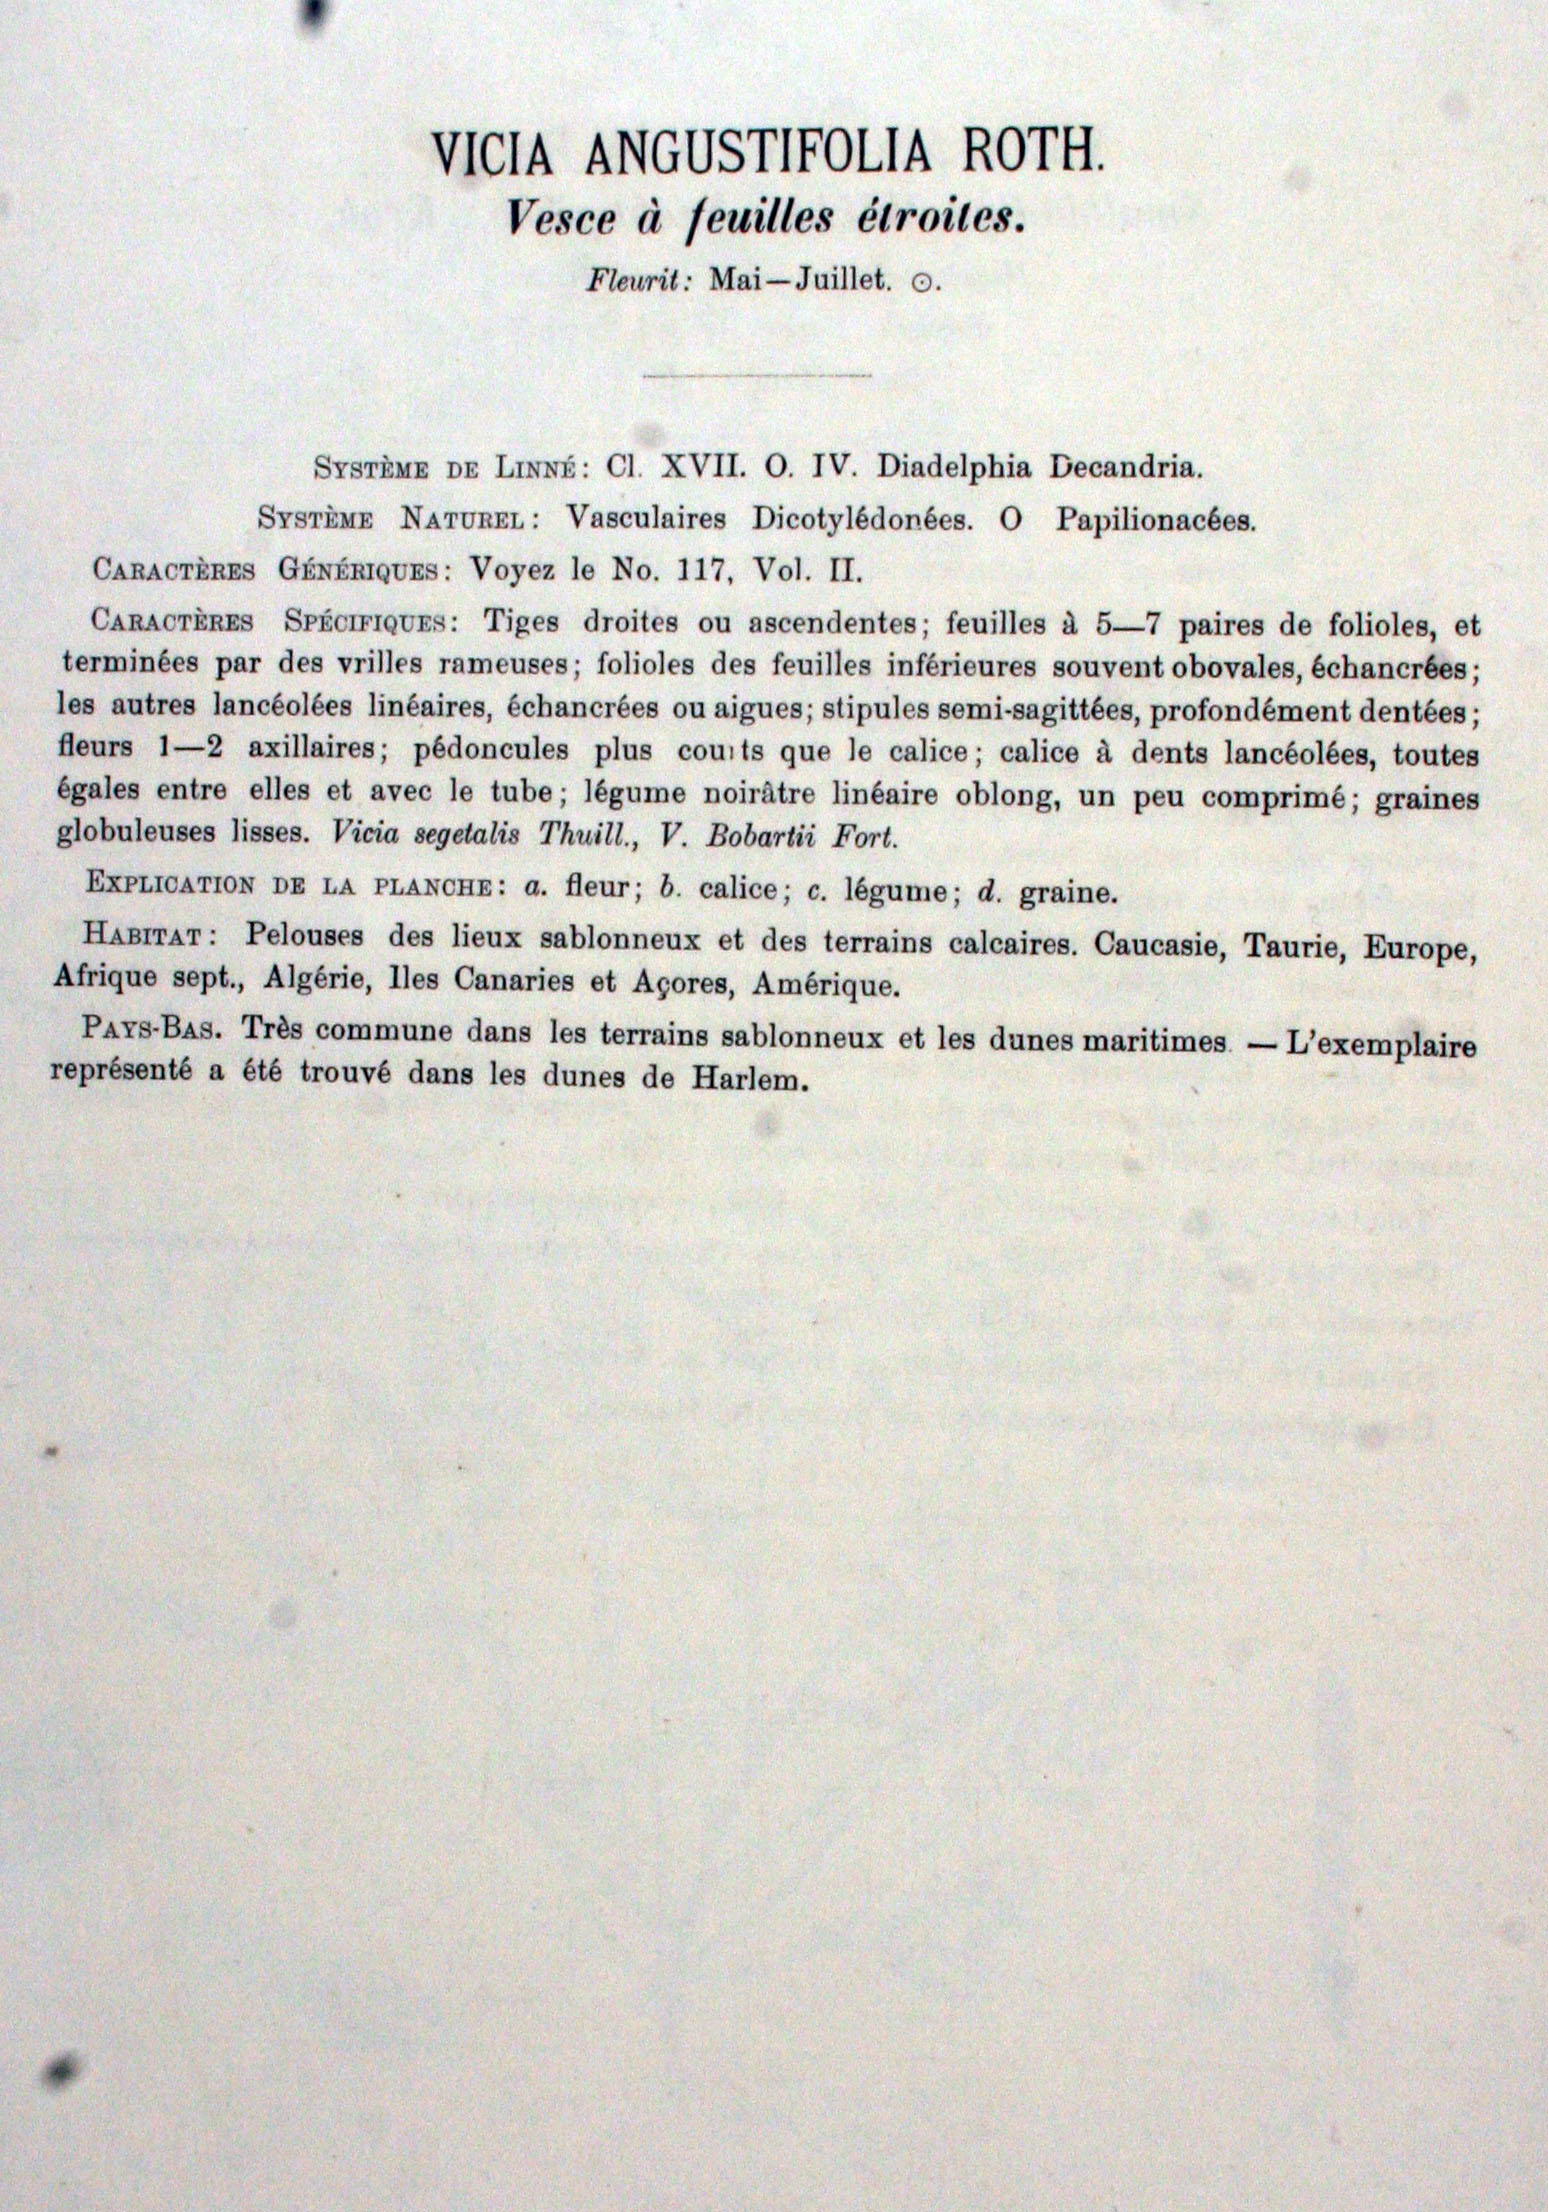 VICIA ANGUSTIFOLIA ROTH.
Vesce à feuilles étroites.
Fleurit: Mai—Juillet. ⊙.
Système de Linné: Cl. XVII. O. IV. Diadelphia Decandria.
Système Naturel: Vasculaires Dicotylédonées. O Papilionacées.
Caractères Génériques: Voyez le No. 117, Vol. II.
Caractères Spécifiques: Tiges droites ou ascendentes; feuilles à 5—7 paires de folioles, et
terminées par des vrilles rameuses; folioles des feuilles inférieures souvent obovales, échancrées;
les autres lancéolées linéaires, échancrées ou aigues; stipules semi-sagittées, profondément dentées;
fleurs 1—2 axillaires; pédoncules plus courts que le calice; calice à dents lancéolées, toutes
égales entre elles et avec le tube; légume noirâtre linéaire oblong, un peu comprimé; graines
globuleuses lisses. Vicia segetalis Thuill., V. Bobartii Fort.
Explication de la planche: a. fleur; b. calice; c. légume; d. graine.
Habitat: Pelouses des lieux sablonneux et des terrains calcaires. Caucasie, Taurie, Europe,
Afrique sept., Algérie, Iles Canaries et Açores, Amérique.
Pays-Bas. Très commune dans les terrains sablonneux et les dunes maritimes. — L'exemplaire
représenté a été trouvé dans les dunes de Harlem.